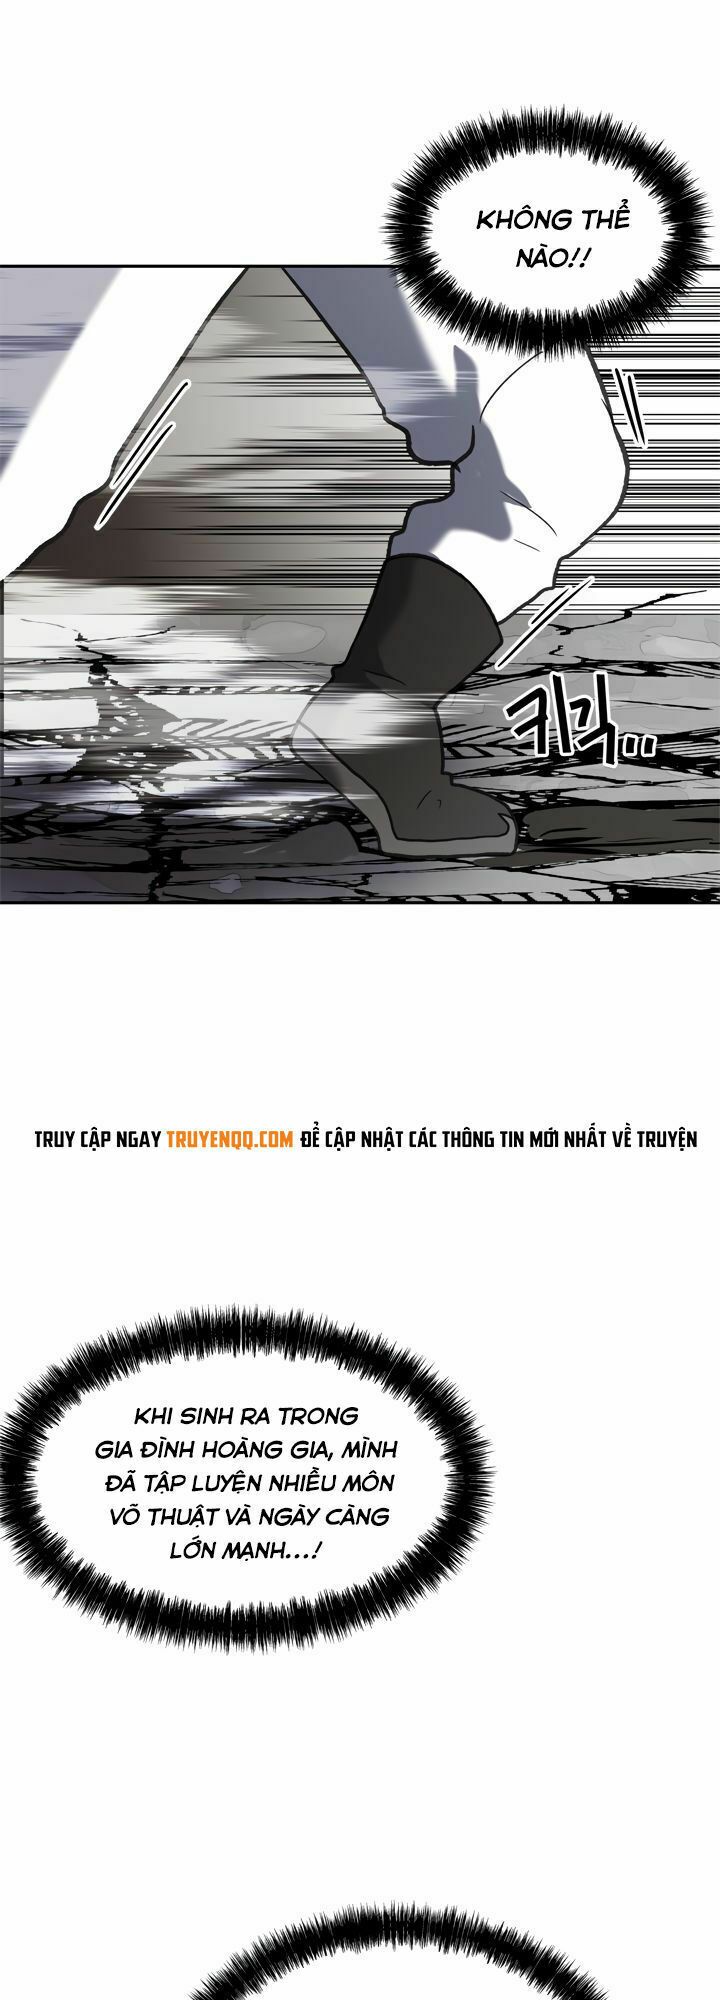 KHÔNG THỂ
NÀO!!
키긱..
TRUY CẬP NGAY TRUYENQQ.COM ĐỂ CẬP NHẬT CÁC THÔNG TIN MỚI NHẤT VỀ TRUYỆN
KHI SINH RA TRONG
GIA ĐÌNH HOÀNG GIA, MÌNH
ĐÃ TẬP LUYỆN NHIỀU MÔN
VÕ THUẬT VÀ NGÀY CÀNG
LỚN MẠNH...!